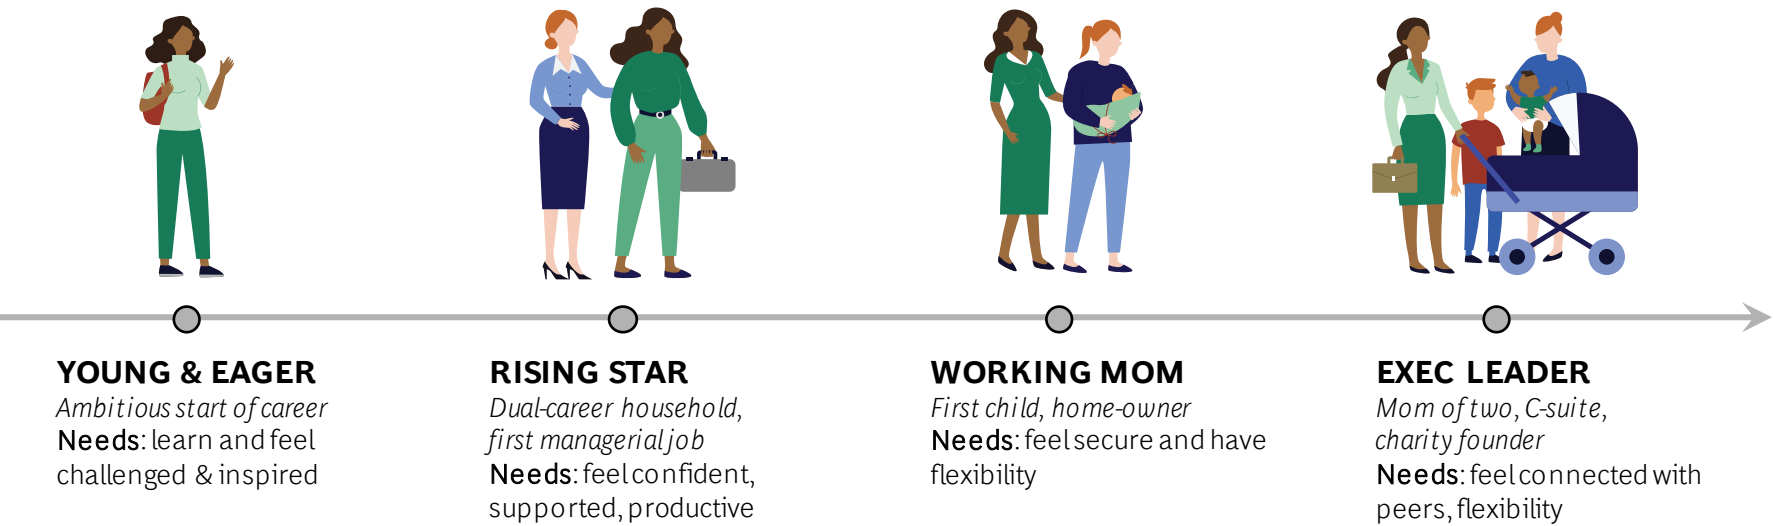 YOUNG & EAGER
Ambitious start of career
Needs: learn and feel
challenged & inspired
RISING STAR
Dual-career household,
first managerial job
Needs: feel confident,
supported, productive
WORKING MOM
First child, home-owner
Needs: feel secure and have
flexibility
EXEC LEADER
Mom of two, C-suite,
charity founder
Needs: feel connected with
peers, flexibility